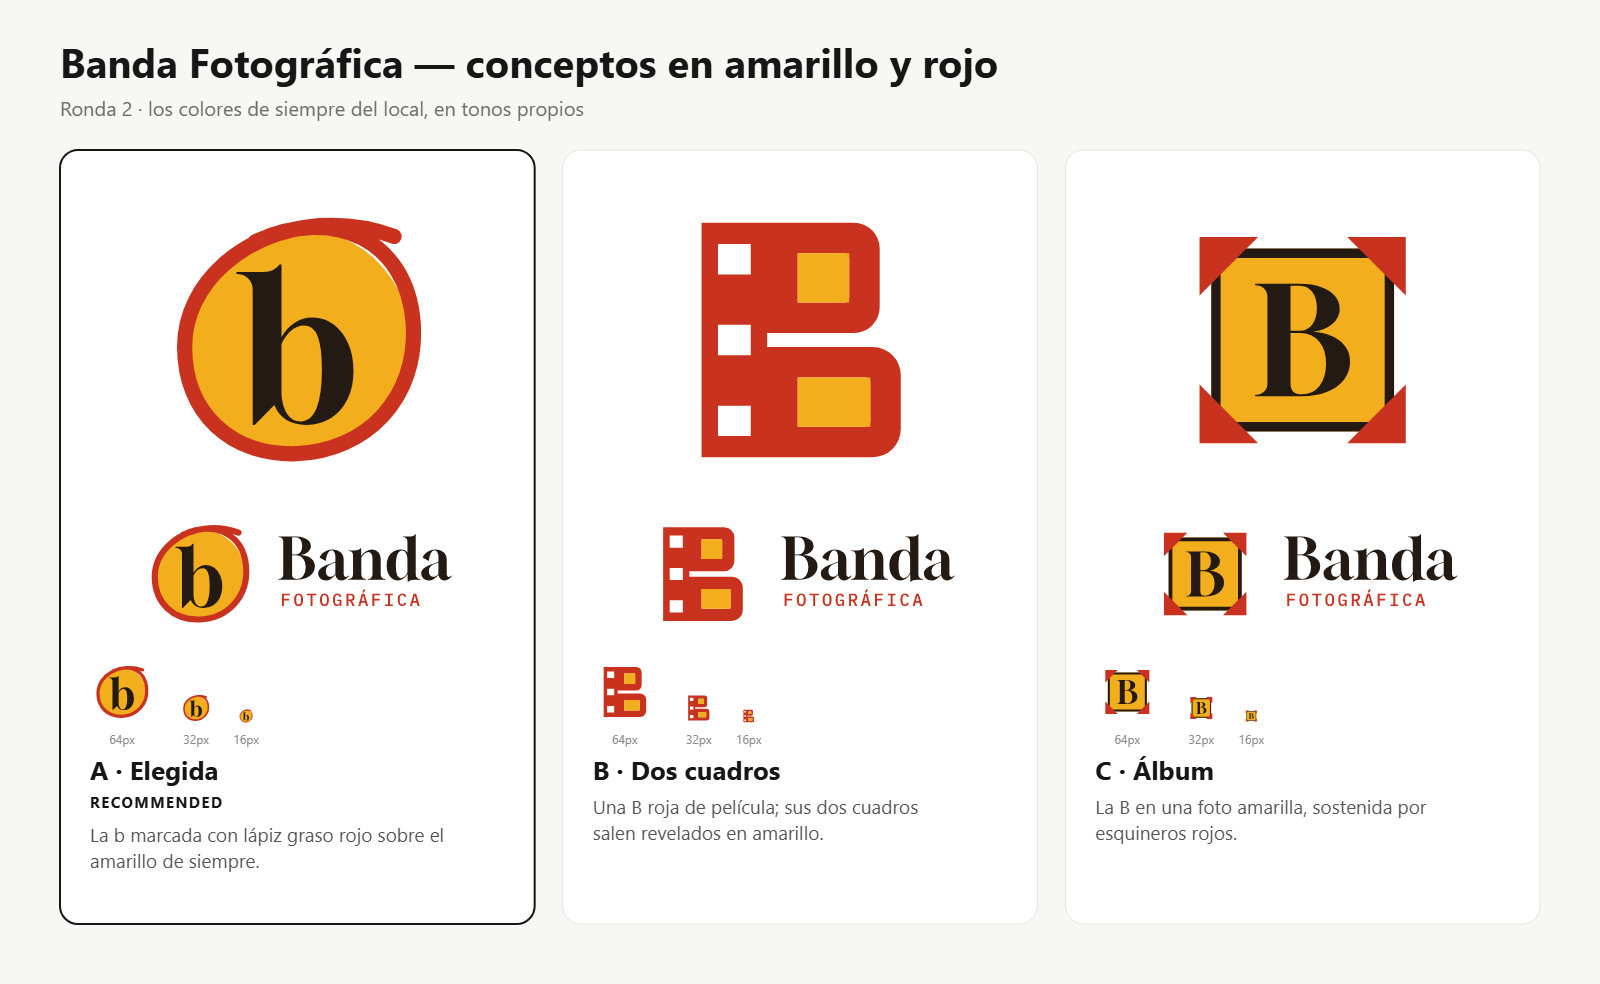 Banda Fotográfica — conceptos en amarillo y rojo
Ronda 2 · los colores de siempre del local, en tonos propios
b
b
Banda
FOTOGRÁFICA
b
b
b
64px
32px
16px
A · Elegida
RECOMMENDED
La b marcada con lápiz graso rojo sobre el
amarillo de siempre.
B
B
Banda
FOTOGRÁFICA
B
B
B
64px
32px
16px
B · Dos cuadros
Una B roja de película; sus dos cuadros
salen revelados en amarillo.
B
B
Banda
FOTOGRÁFICA
B
B
B
64px
32px
16px
C · Álbum
La B en una foto amarilla, sostenida por
esquineros rojos.